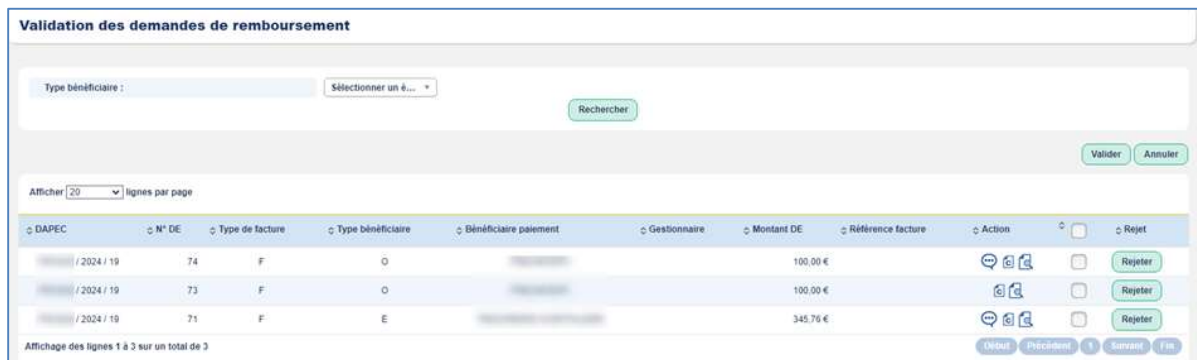 Validation des demandes de remboursement
Type bénéficiaire :
Sélectionner un é...
Rechercher
Valider Annuler
Afficher 20 lignes par page
DAPEC N° DE Type de facture Type bénéficiaire Bénéficiaire paiement Gestionnaire Montant DE Référence facture Action Rejet
/ 2024 / 19 74 F O 100,00 € Rejeter
/ 2024 / 19 73 F O 100,00 € Rejeter
/ 2024 / 19 71 F E 345,76 € Rejeter
Affichage des lignes 1 à 3 sur un total de 3 Début Précédent 1 Suivant Fin